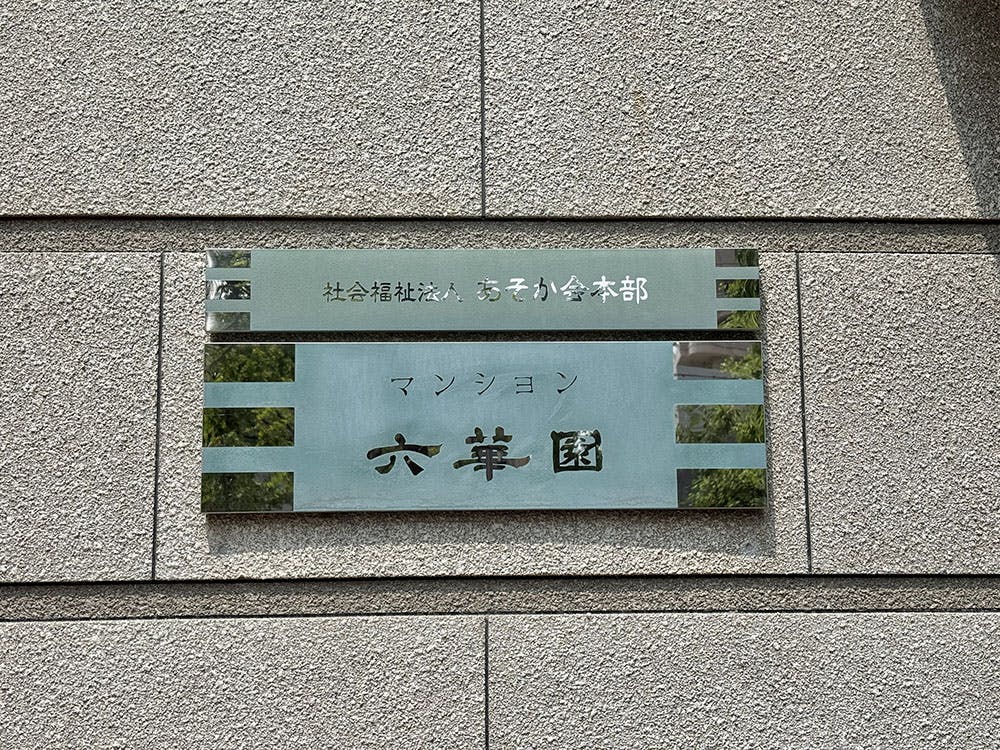 社会福祉法人 あそか会本部
マンション
六華園